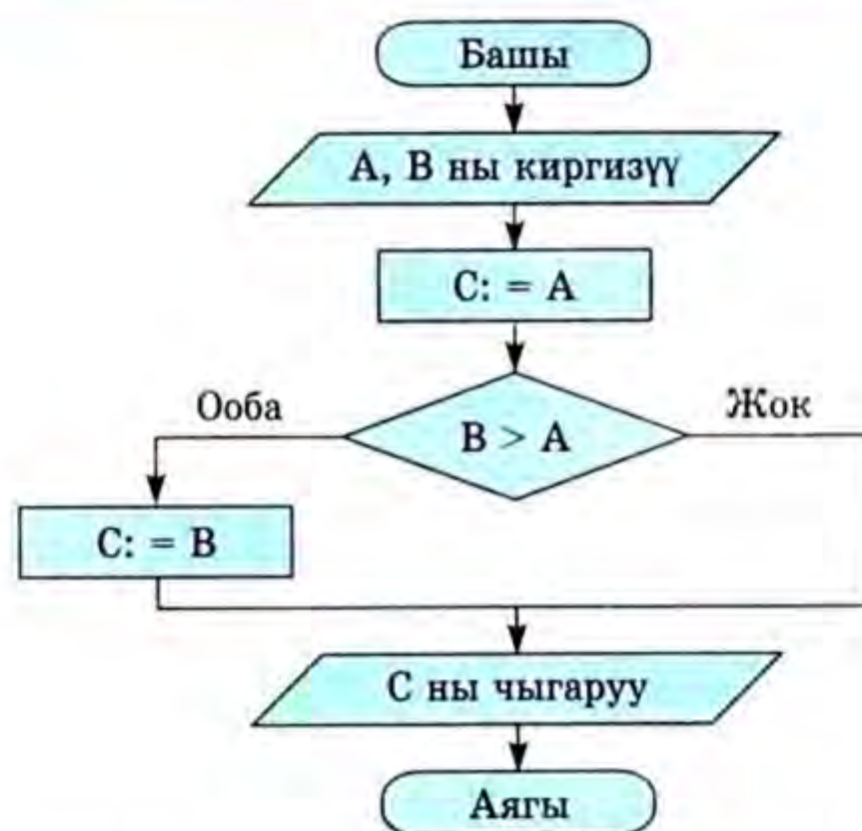 Башы
А, В ны киргизүү
С: = А
Ооба
В > А
Жок
С: = В
С ны чыгаруу
Аягы